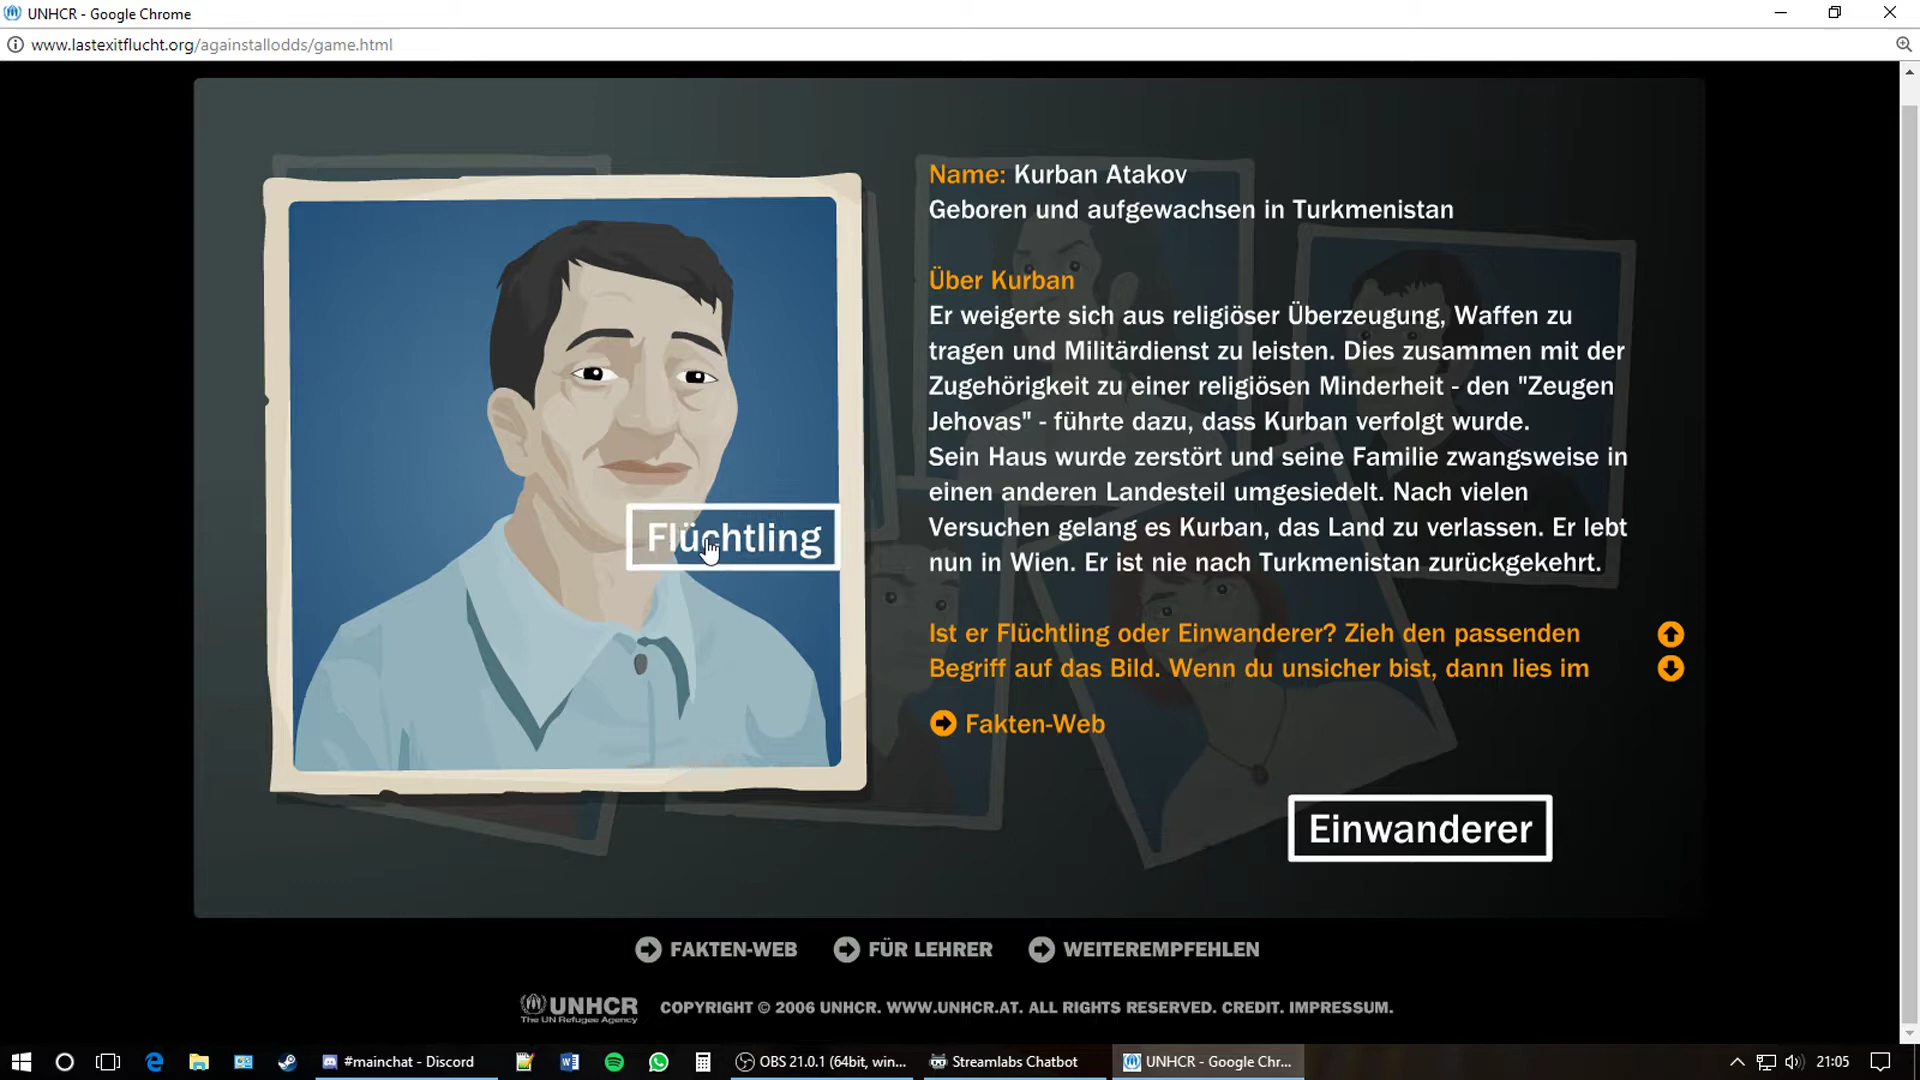 UNHCR - Google Chrome
www.lastexitflucht.org/againstallodds/game.html
Name: Kurban Atakov
Geboren und aufgewachsen in Turkmenistan
Über Kurban
Er weigerte sich aus religiöser Überzeugung, Waffen zu
tragen und Militärdienst zu leisten. Dies zusammen mit der
Zugehörigkeit zu einer religiösen Minderheit - den "Zeugen
Jehovas" - führte dazu, dass Kurban verfolgt wurde.
Sein Haus wurde zerstört und seine Familie zwangsweise in
einen anderen Landesteil umgesiedelt. Nach vielen
Versuchen gelang es Kurban, das Land zu verlassen. Er lebt
nun in Wien. Er ist nie nach Turkmenistan zurückgekehrt.
Flüchtling
Ist er Flüchtling oder Einwanderer? Zieh den passenden
Begriff auf das Bild. Wenn du unsicher bist, dann lies im
Fakten-Web
Einwanderer
FAKTEN-WEB FÜR LEHRER WEITEREMPFEHLEN
UNHCR
The UN Refugee Agency
COPYRIGHT © 2006 UNHCR. WWW.UNHCR.AT. ALL RIGHTS RESERVED. CREDIT. IMPRESSUM.
#mainchat - Discord OBS 21.0.1 (64bit, win... Streamlabs Chatbot UNHCR - Google Chr... 21:05